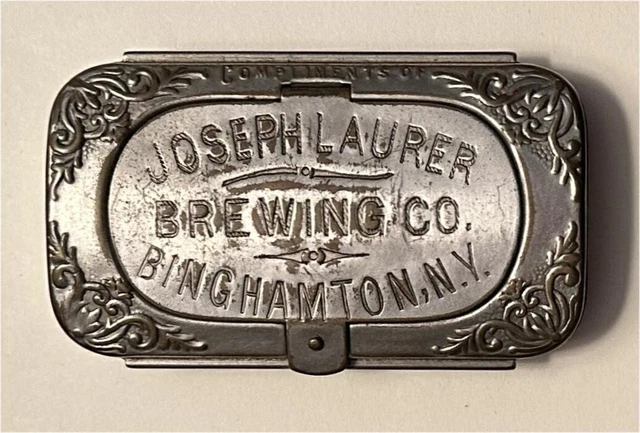 COMPLIMENTS OF
JOSEPH LAURER
BREWING CO.
BINGHAMTON, N.Y.